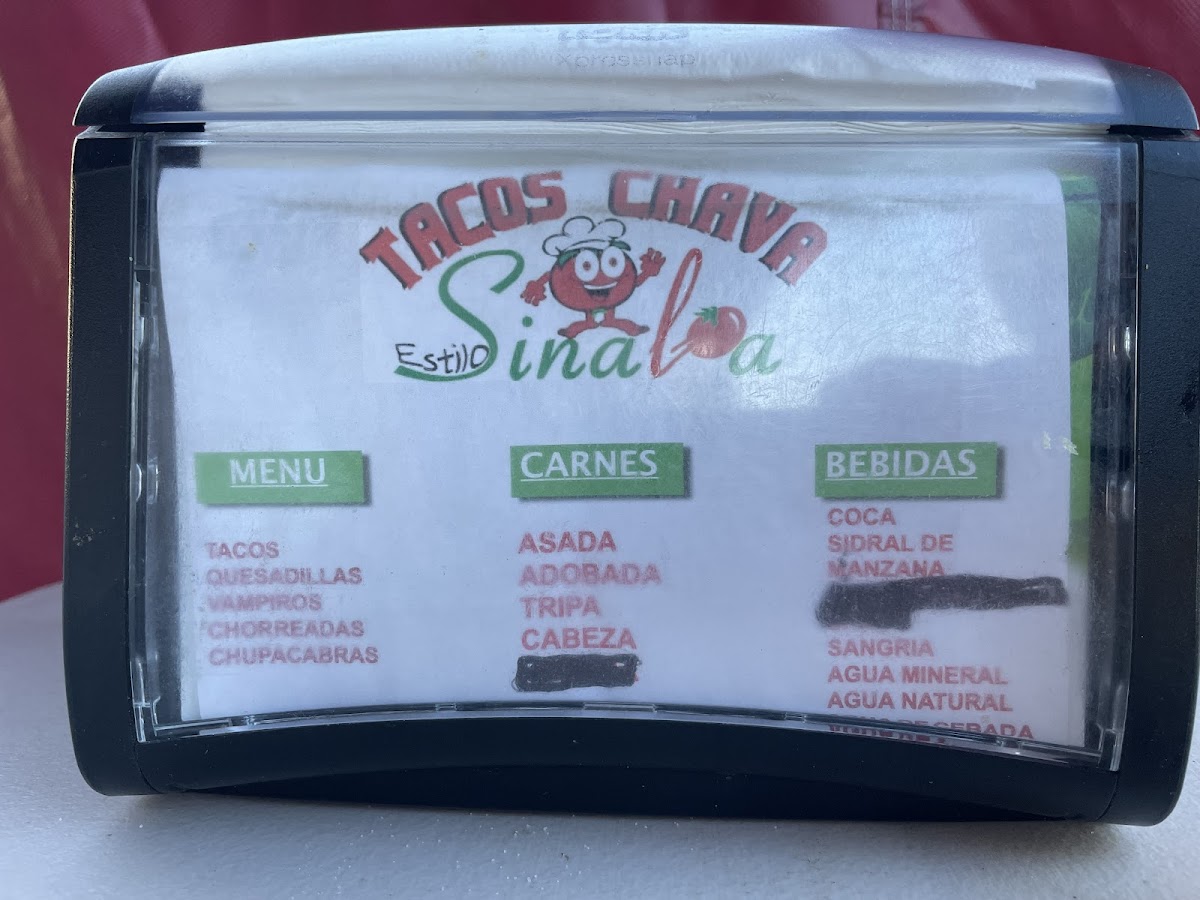 TACOS CHAVA
Estilo Sinaloa
MENU
TACOS
QUESADILLAS
VAMPIROS
CHORREADAS
CHUPACABRAS
CARNES
ASADA
ADOBADA
TRIPA
CABEZA
BEBIDAS
COCA
SIDRAL DE
MANZANA
SANGRIA
AGUA MINERAL
AGUA NATURAL